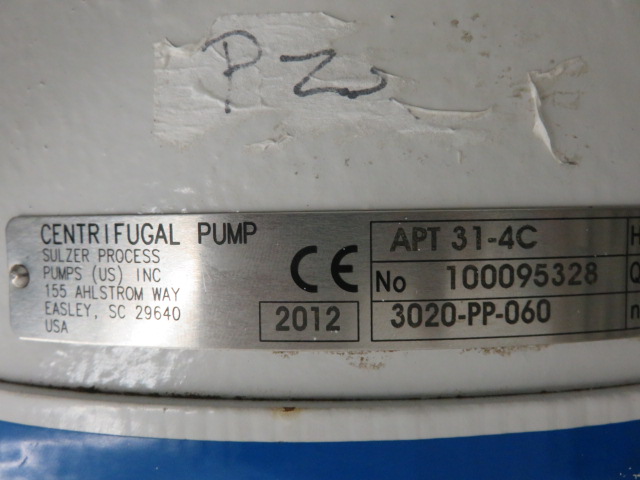 PW
CENTRIFUGAL PUMP
SULZER PROCESS
PUMPS (US) INC
155 AHLSTROM WAY
EASLEY, SC 29640
USA
CE
2012
APT 31-4C
No 100095328
3020-PP-060
H
Q
n